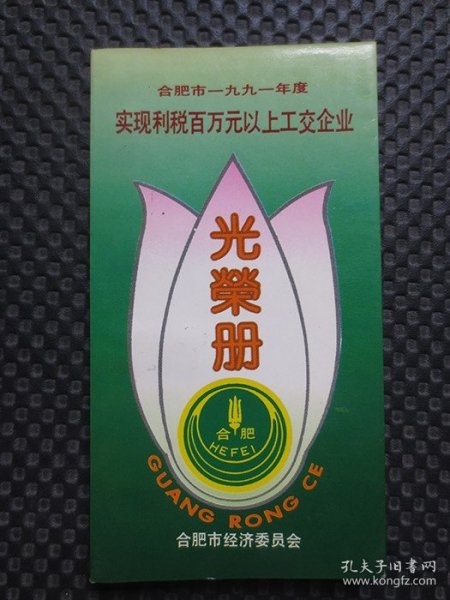 合肥市一九九一年度
实现利税百万元以上工交企业
光榮册
合肥
HEFEI
GUANG RONG CE
合肥市经济委员会
孔夫子旧书网
www.kongfz.com